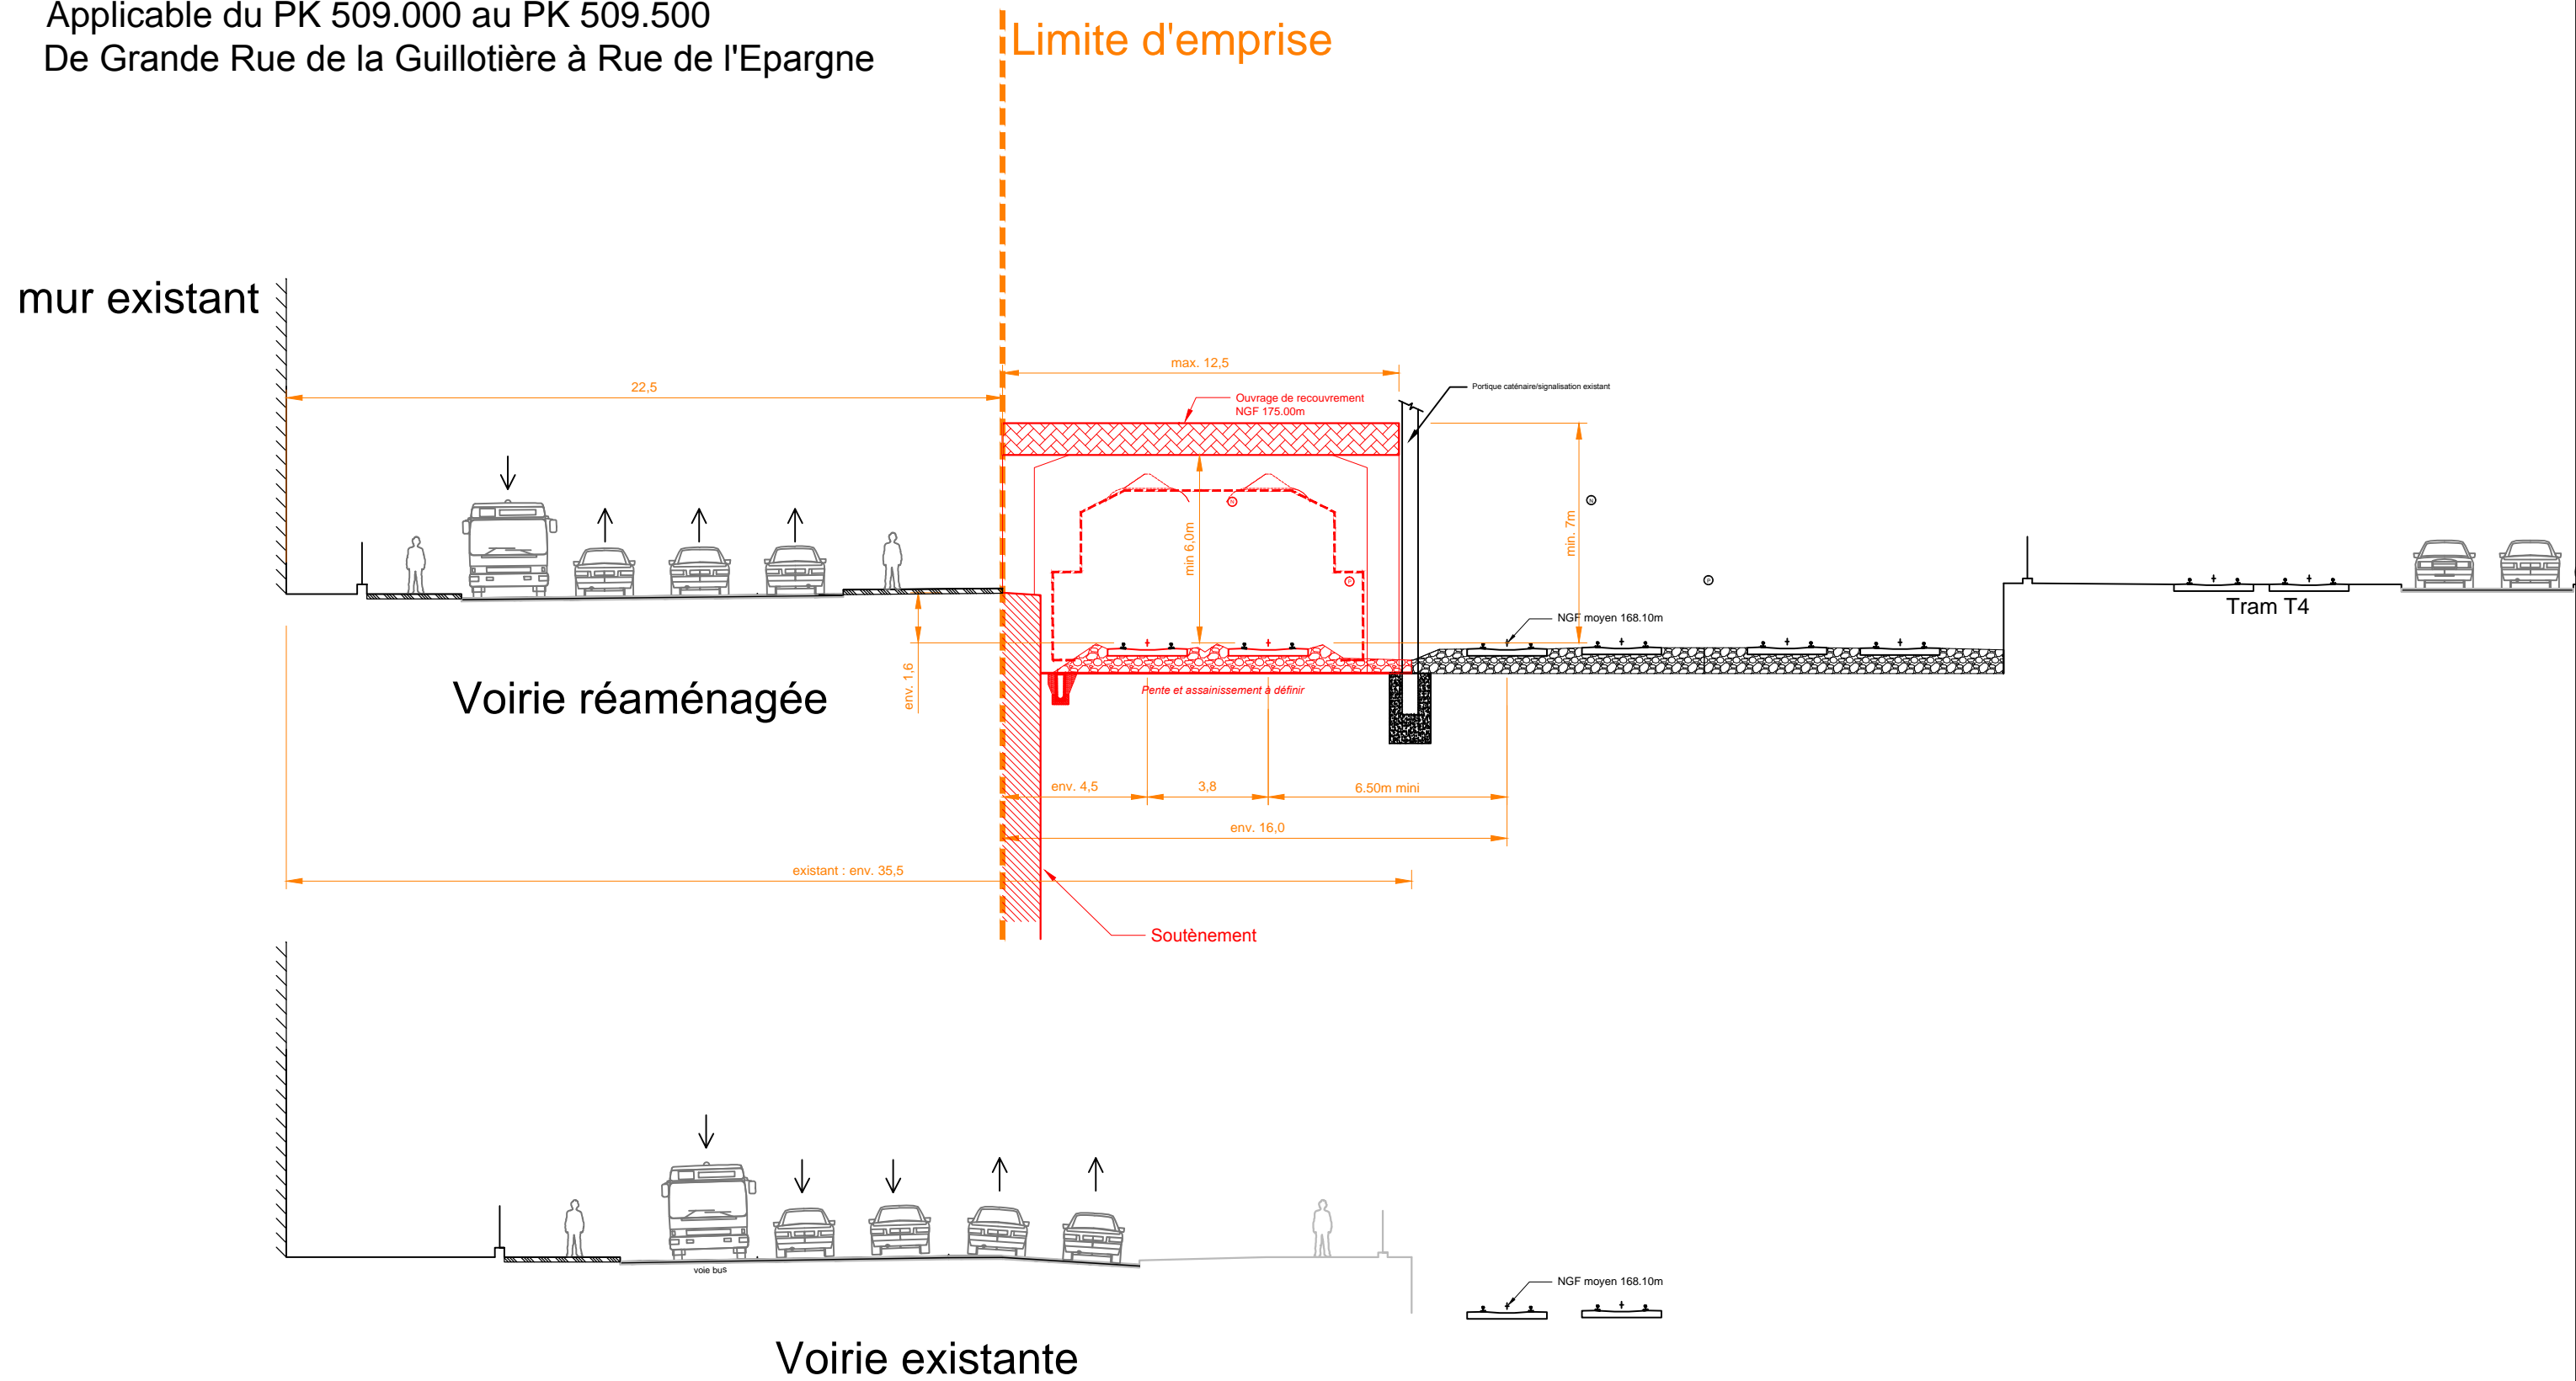 Applicable du PK 509.000 au PK 509.500
De Grande Rue de la Guillotière à Rue de l'Epargne
Limite d'emprise
mur existant
22,5
max. 12,5
Ouvrage de recouvrement
NGF 175.00m
Portique caténaire/signalisation existant
N
N
min 6,0m
min. 7m
P
P
Tram T4
NGF moyen 168.10m
env. 1,6
Voirie réaménagée
Pente et assainissement à définir
env. 4,5
3,8
6.50m mini
env. 16,0
existant : env. 35,5
Soutènement
voie bus
NGF moyen 168.10m
Voirie existante